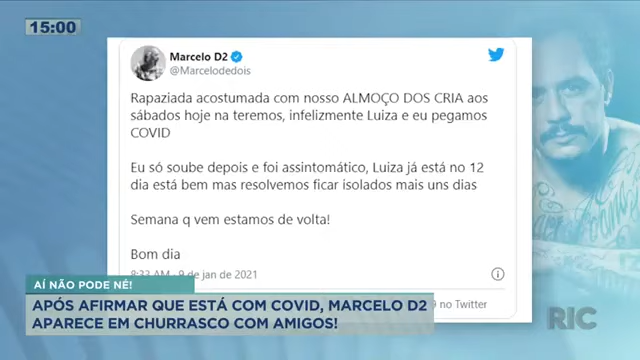 15:00
Marcelo D2
@Marcelodedois
Rapaziada acostumada com nosso ALMOÇO DOS CRIA aos
sábados hoje na teremos, infelizmente Luiza e eu pegamos
COVID
Eu só soube depois e foi assintomático, Luiza já está no 12
dia está bem mas resolvemos ficar isolados mais uns dias
Semana q vem estamos de volta!
Bom dia
8:33 AM · 9 de jan de 2021
no Twitter
AÍ NÃO PODE NÉ!
APÓS AFIRMAR QUE ESTÁ COM COVID, MARCELO D2
APARECE EM CHURRASCO COM AMIGOS!
RIC